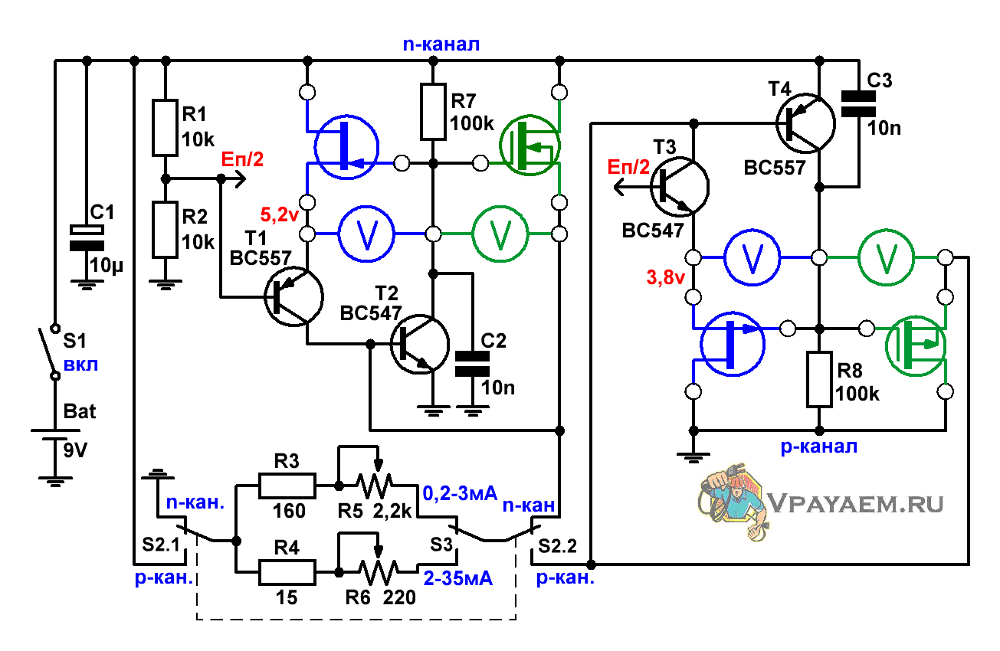 n-канал
R1
10k
Еп/2
R2
10k
C1
10µ
5,2v
R7
100k
V
V
T1
BC557
T2
BC547
C2
10n
T4
BC557
C3
10n
T3
BC547
Еп/2
V
V
3,8v
R8
100k
p-канал
S1
вкл
Bat
9V
R3
160
R5 2,2k
0,2-3мА
n-кан.
n-кан
S2.1
R4
15
S3
S2.2
p-кан.
R6 220
2-35мА
p-кан.
VPAYAEM.RU